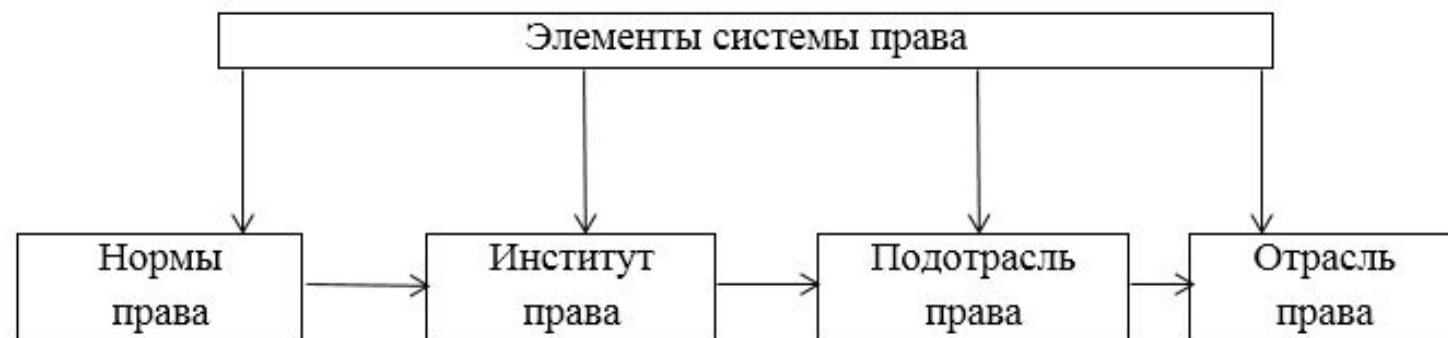 Элементы системы права
Нормы
права
Институт
права
Подотрасль
права
Отрасль
права